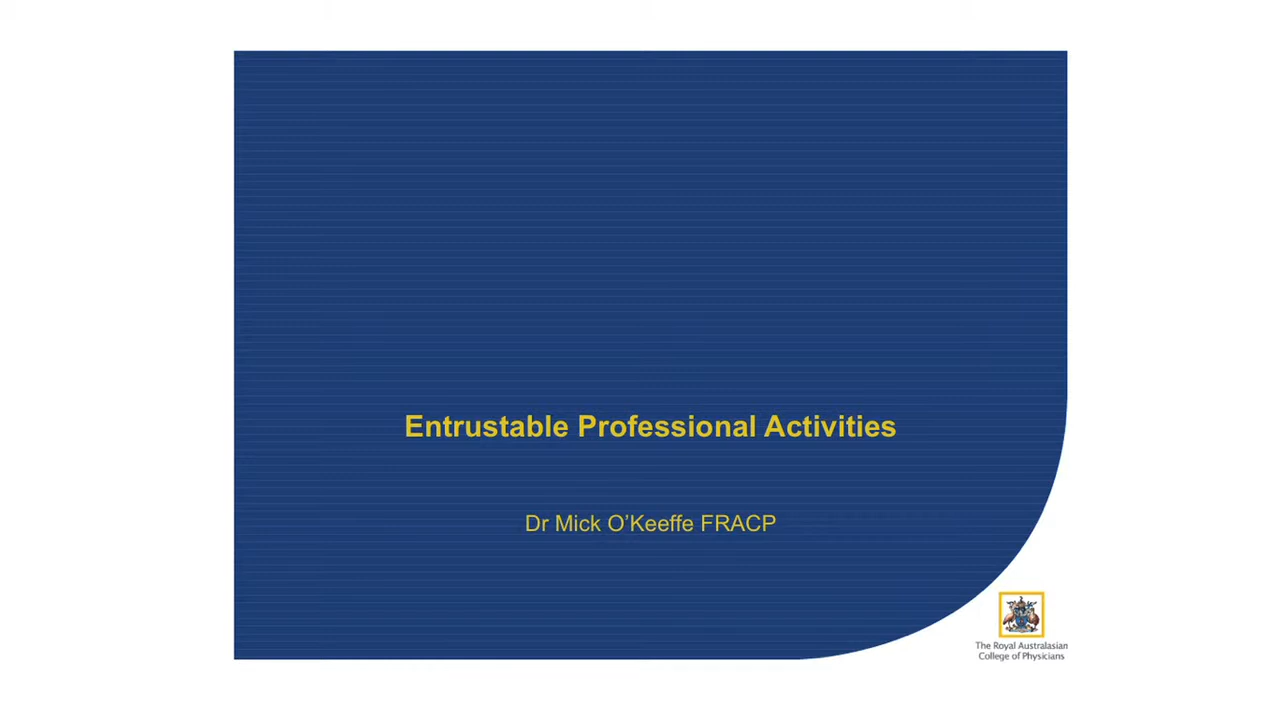 Entrustable Professional Activities
Dr Mick O’Keeffe FRACP
The Royal Australasian
College of Physicians